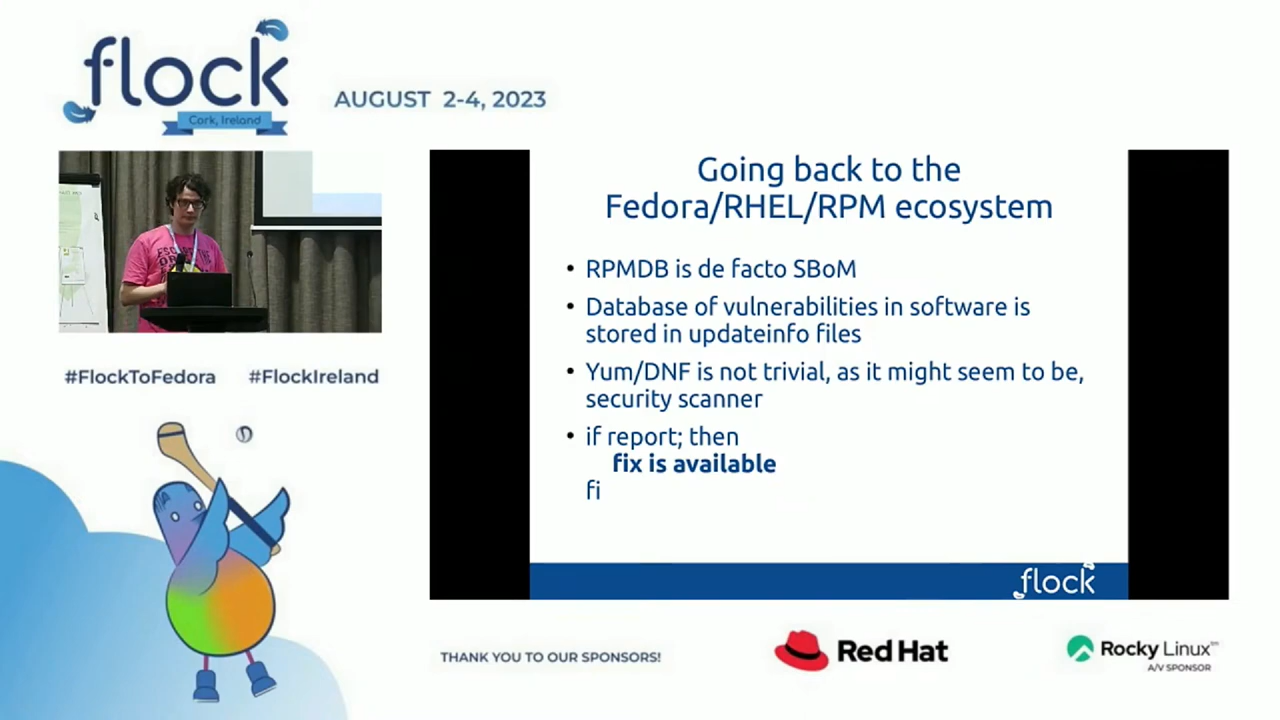 flock
Cork, Ireland
AUGUST 2-4, 2023
Going back to the
Fedora/RHEL/RPM ecosystem
• RPMDB is de facto SBoM
• Database of vulnerabilities in software is
stored in updateinfo files
• Yum/DNF is not trivial, as it might seem to be,
security scanner
• if report; then
fix is available
fi
flock
#FlockToFedora #FlockIreland
THANK YOU TO OUR SPONSORS!
Red Hat
Rocky Linux™
A/V SPONSOR